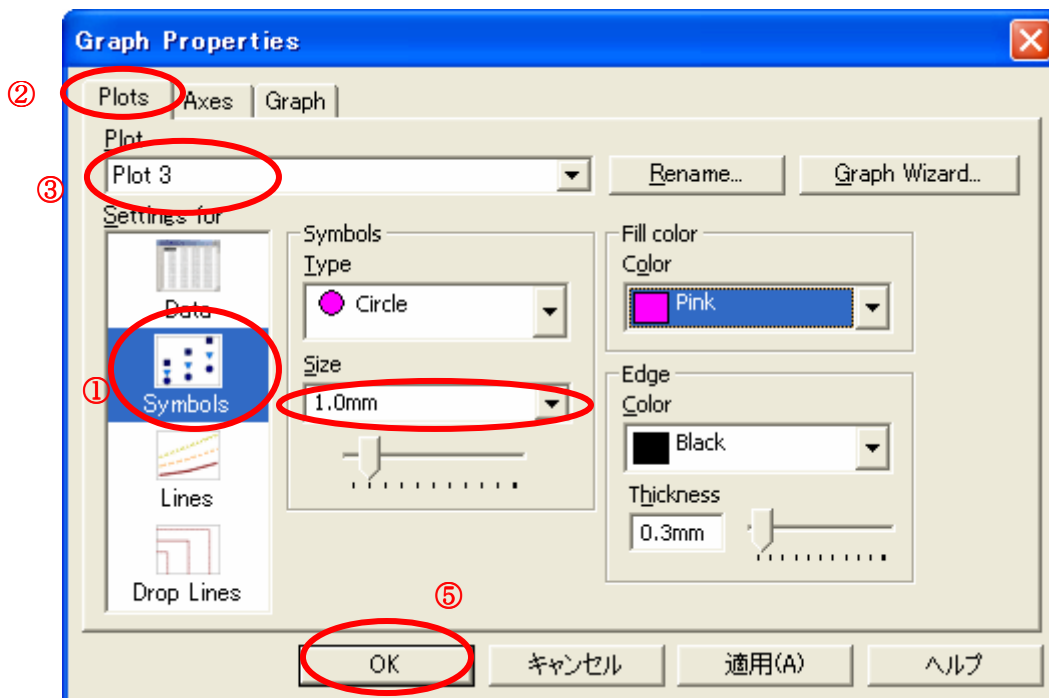 Graph Properties
② Plots Axes Graph
Plot
③ Plot 3 Rename... Graph Wizard...
Settings for
Data
① Symbols
Lines
Drop Lines
Symbols
Type
Circle
Size
1.0mm
Fill color
Color
Pink
Edge
Color
Black
Thickness
0.3mm
⑤
OK キャンセル 適用(A) ヘルプ